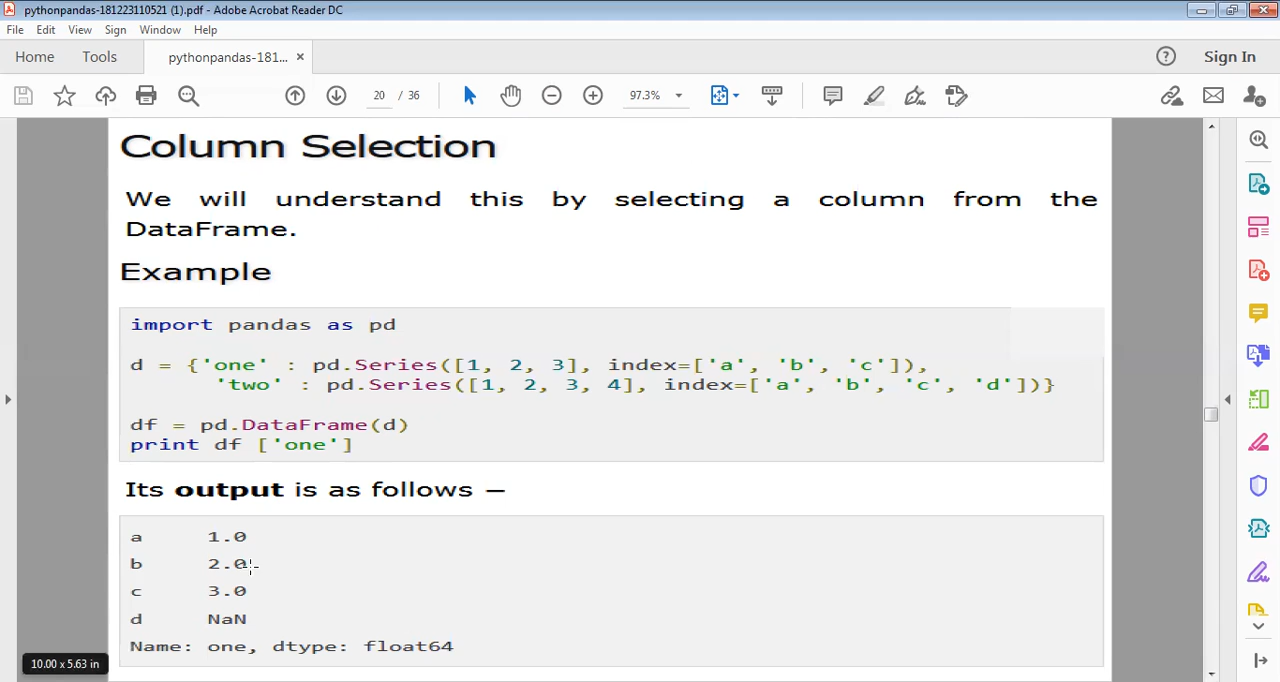 pythonpandas-181223110521 (1).pdf - Adobe Acrobat Reader DC
File Edit View Sign Window Help
Home Tools pythonpandas-181... × Sign In
20 / 36 97.3%
Column Selection
We will understand this by selecting a column from the
DataFrame.
Example
import pandas as pd
d = {'one' : pd.Series([1, 2, 3], index=['a', 'b', 'c']),
'two' : pd.Series([1, 2, 3, 4], index=['a', 'b', 'c', 'd'])}
df = pd.DataFrame(d)
print df ['one']
Its output is as follows −
a 1.0
b 2.0
c 3.0
d NaN
Name: one, dtype: float64
10.00 x 5.63 in